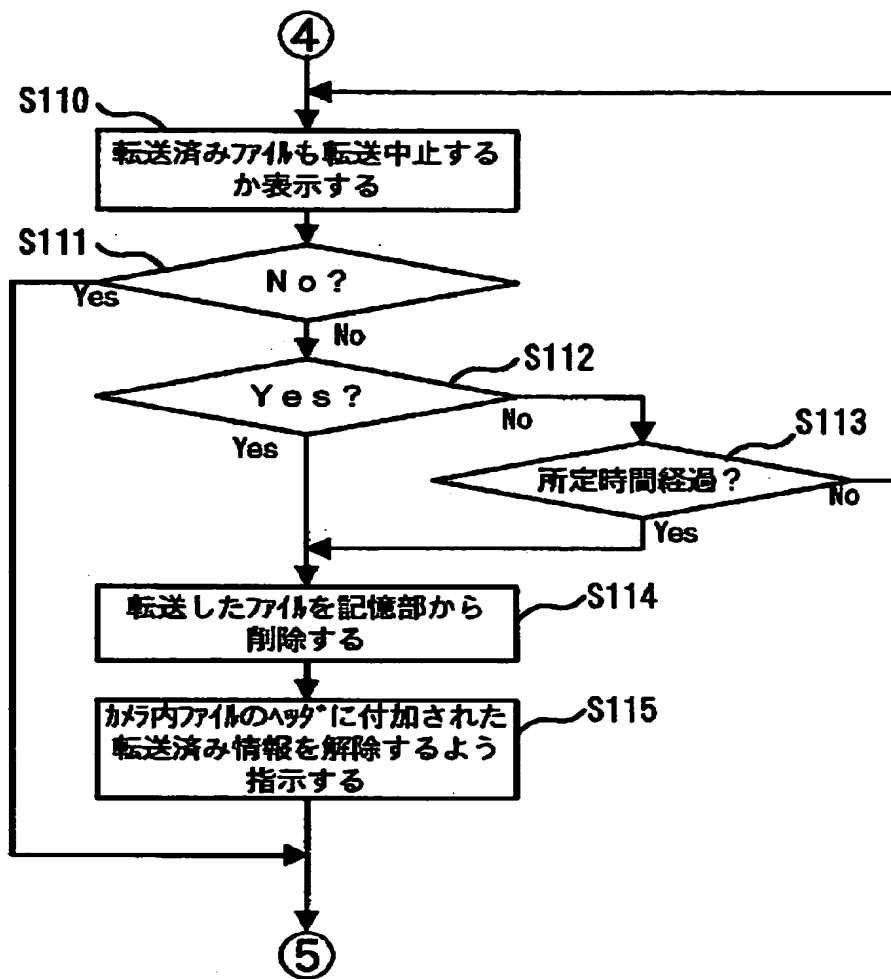 ④
S110
転送済みファイルも転送中止する
か表示する
S111
No?
Yes
No
S112
Yes?
No
Yes
S113
所定時間経過?
No
Yes
転送したファイルを記憶部から
削除する
S114
カメラ内ファイルのヘッダに付加された
転送済み情報を解除するよう
指示する
S115
⑤